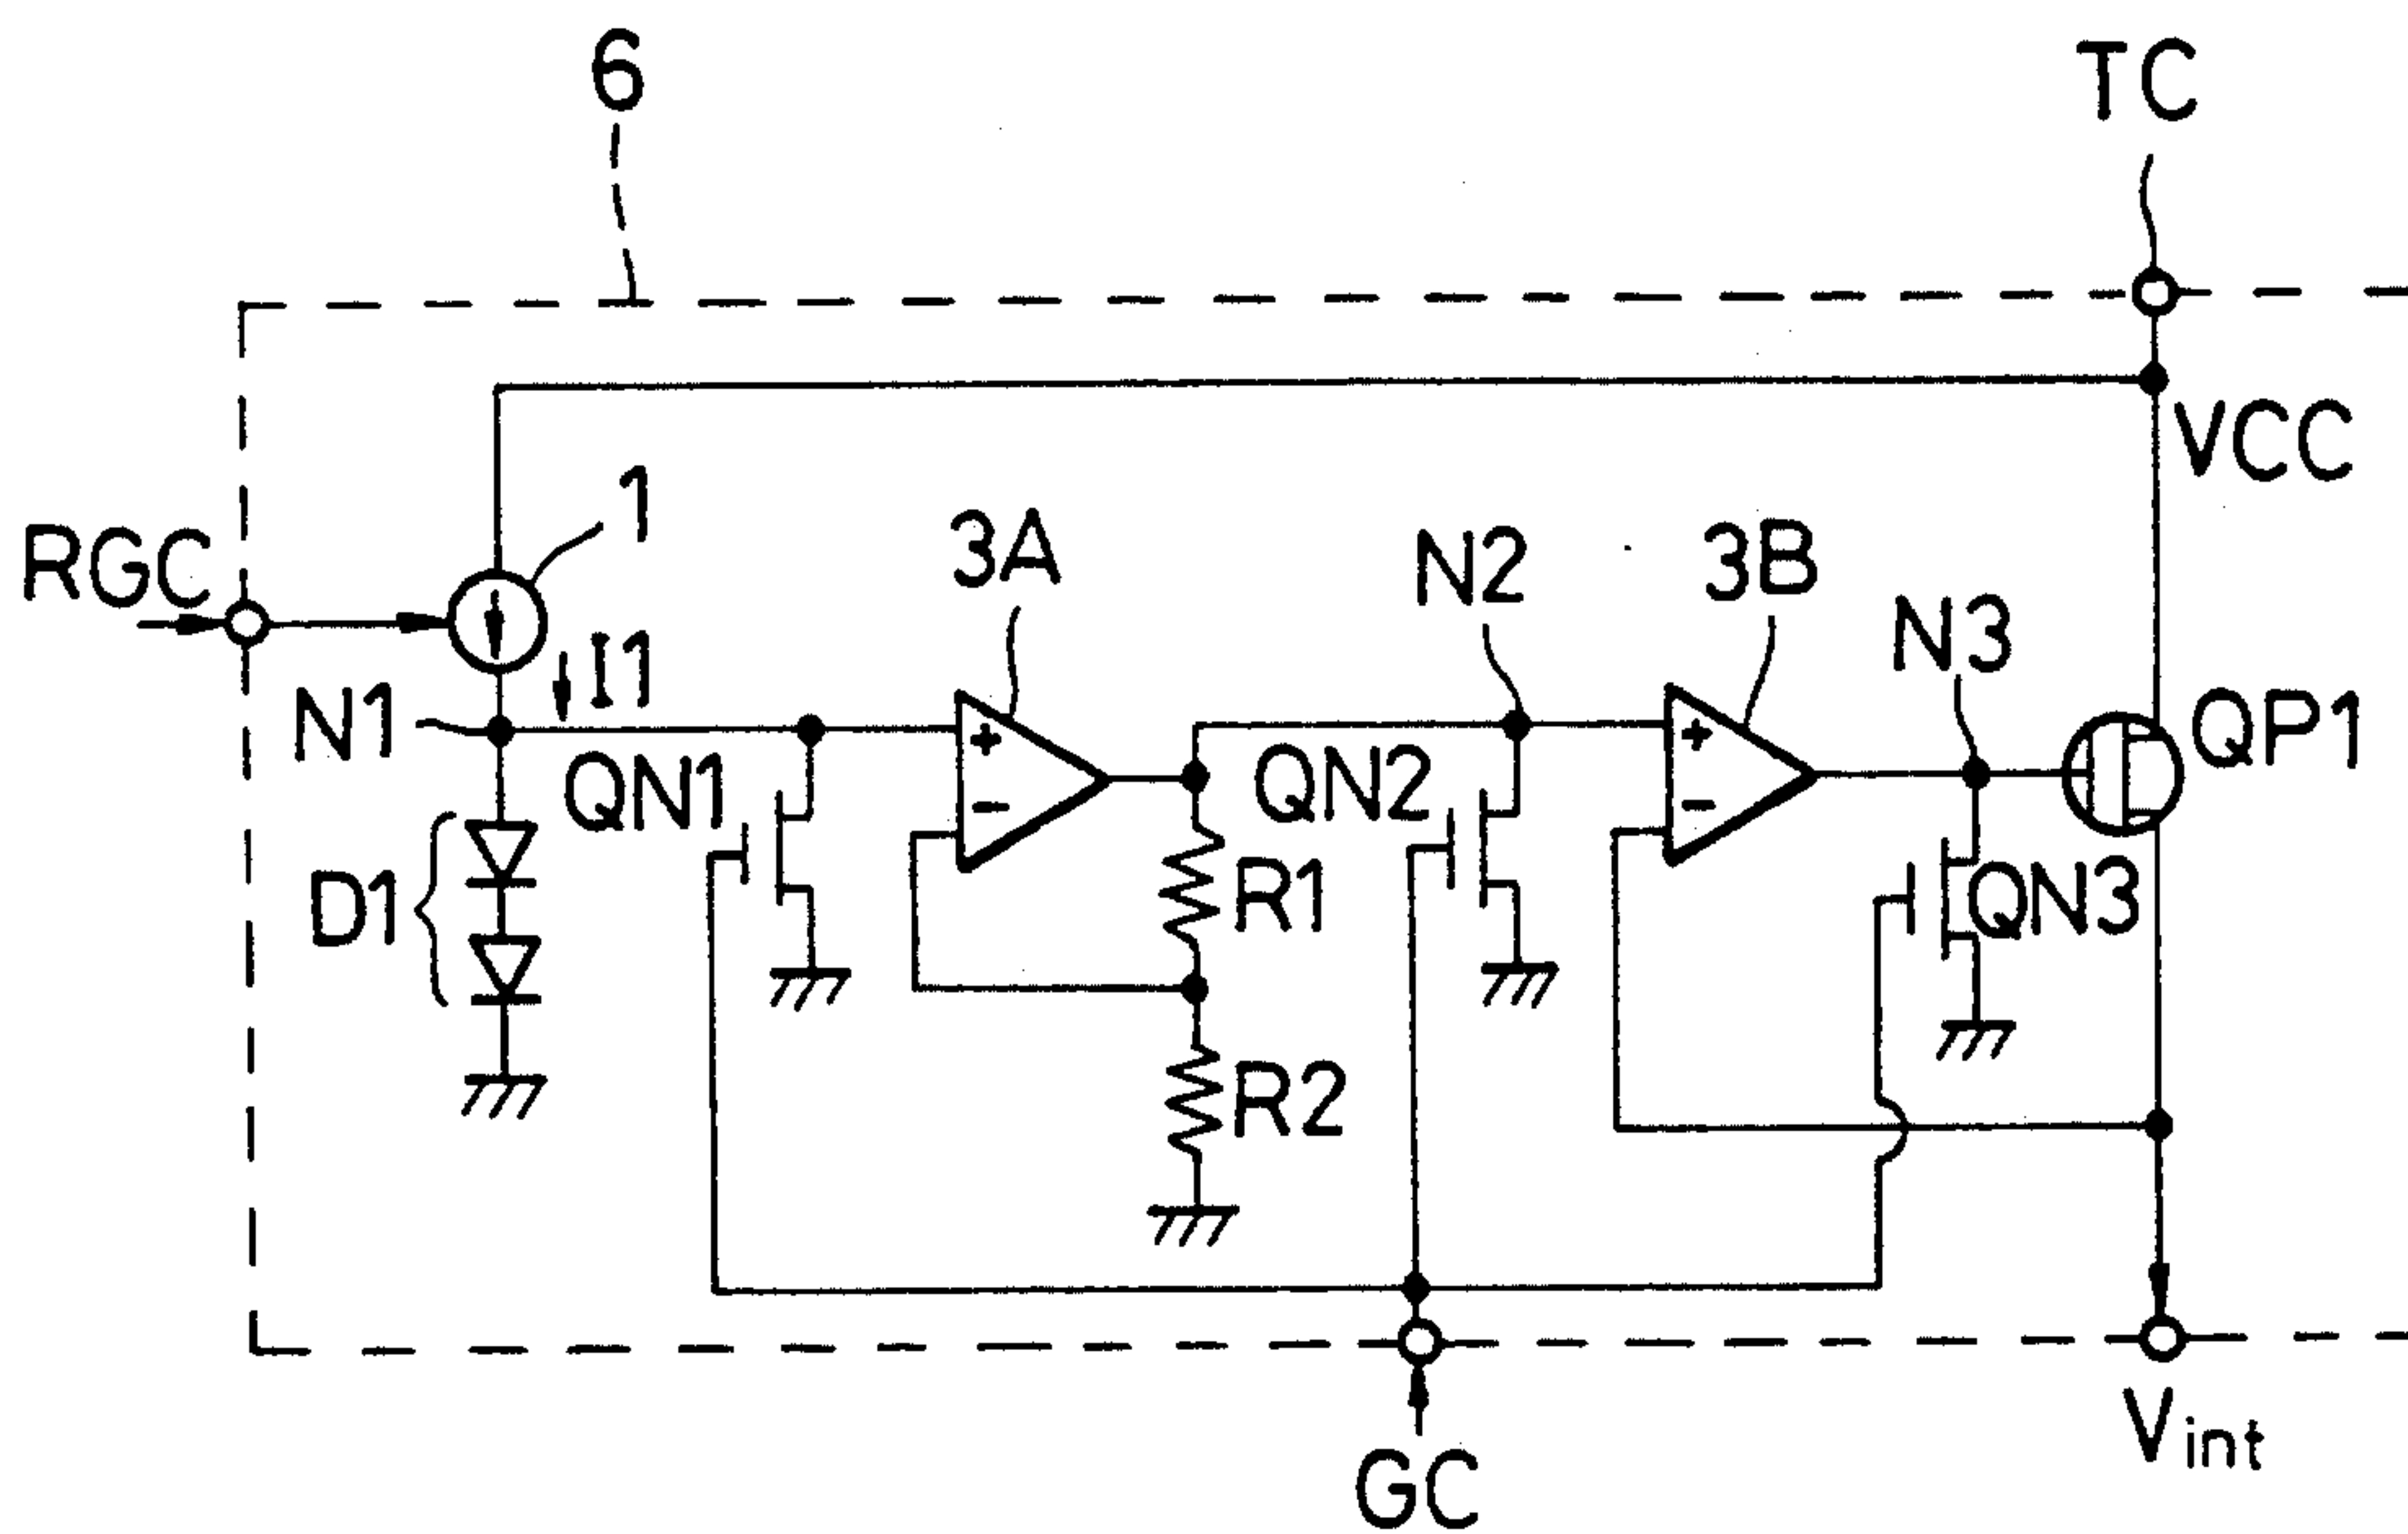 6
TC
VCC
1
RGC
3A
N2
3B
N3
I1
N1
QN1
QN2
QP1
+
+
-
-
D1
R1
QN3
R2
Vint
GC